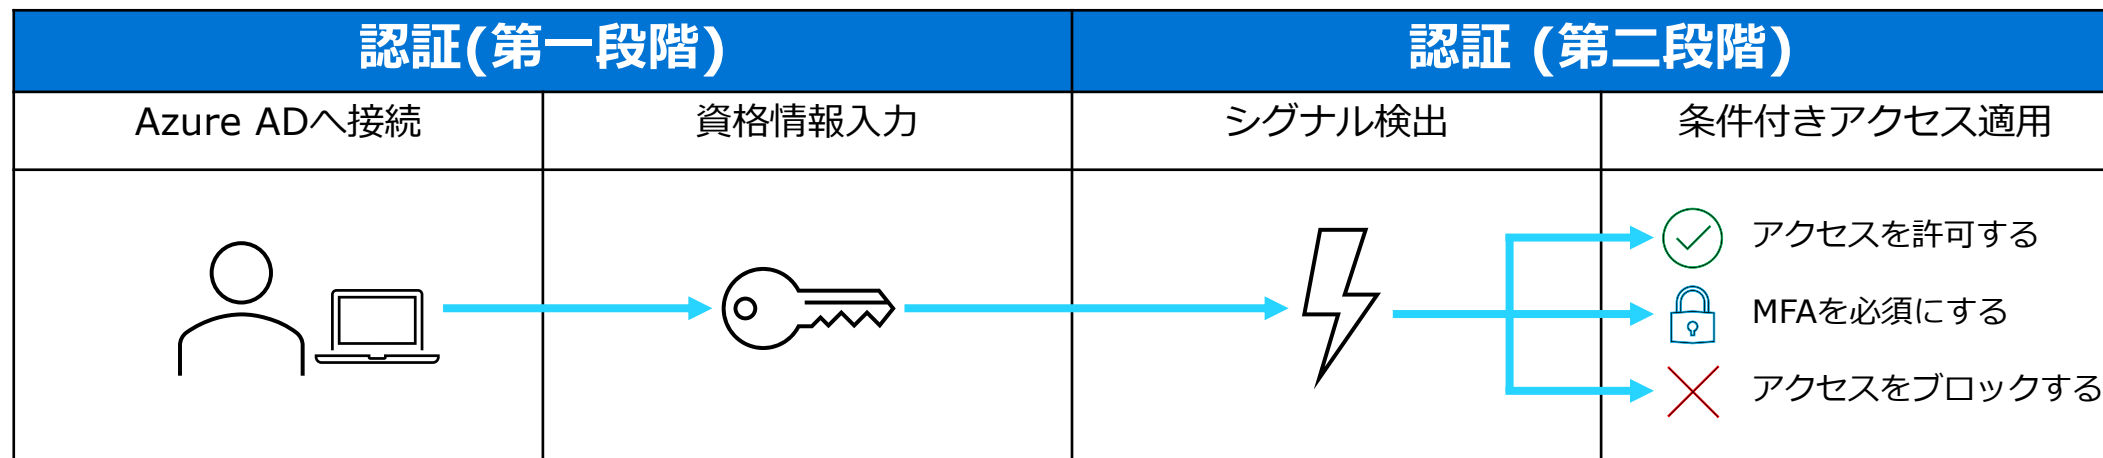 認証(第一段階)
認証 (第二段階)
Azure ADへ接続
資格情報入力
シグナル検出
条件付きアクセス適用
アクセスを許可する
MFAを必須にする
アクセスをブロックする